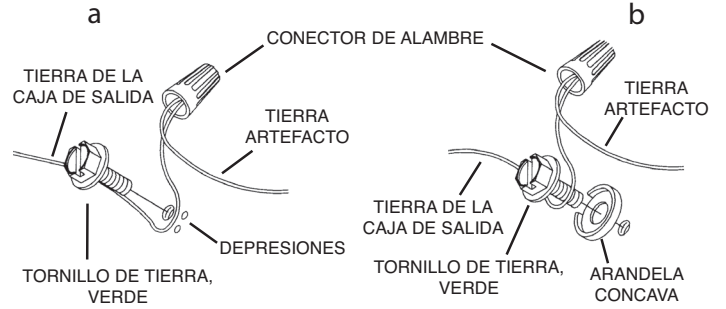 a
b
CONECTOR DE ALAMBRE
TIERRA DE LA
CAJA DE SALIDA
TIERRA
ARTEFACTO
DEPRESIONES
TORNILLO DE TIERRA,
VERDE
TIERRA
ARTEFACTO
TIERRA DE LA
CAJA DE SALIDA
TORNILLO DE TIERRA,
VERDE
ARANDELA
CONCAVA